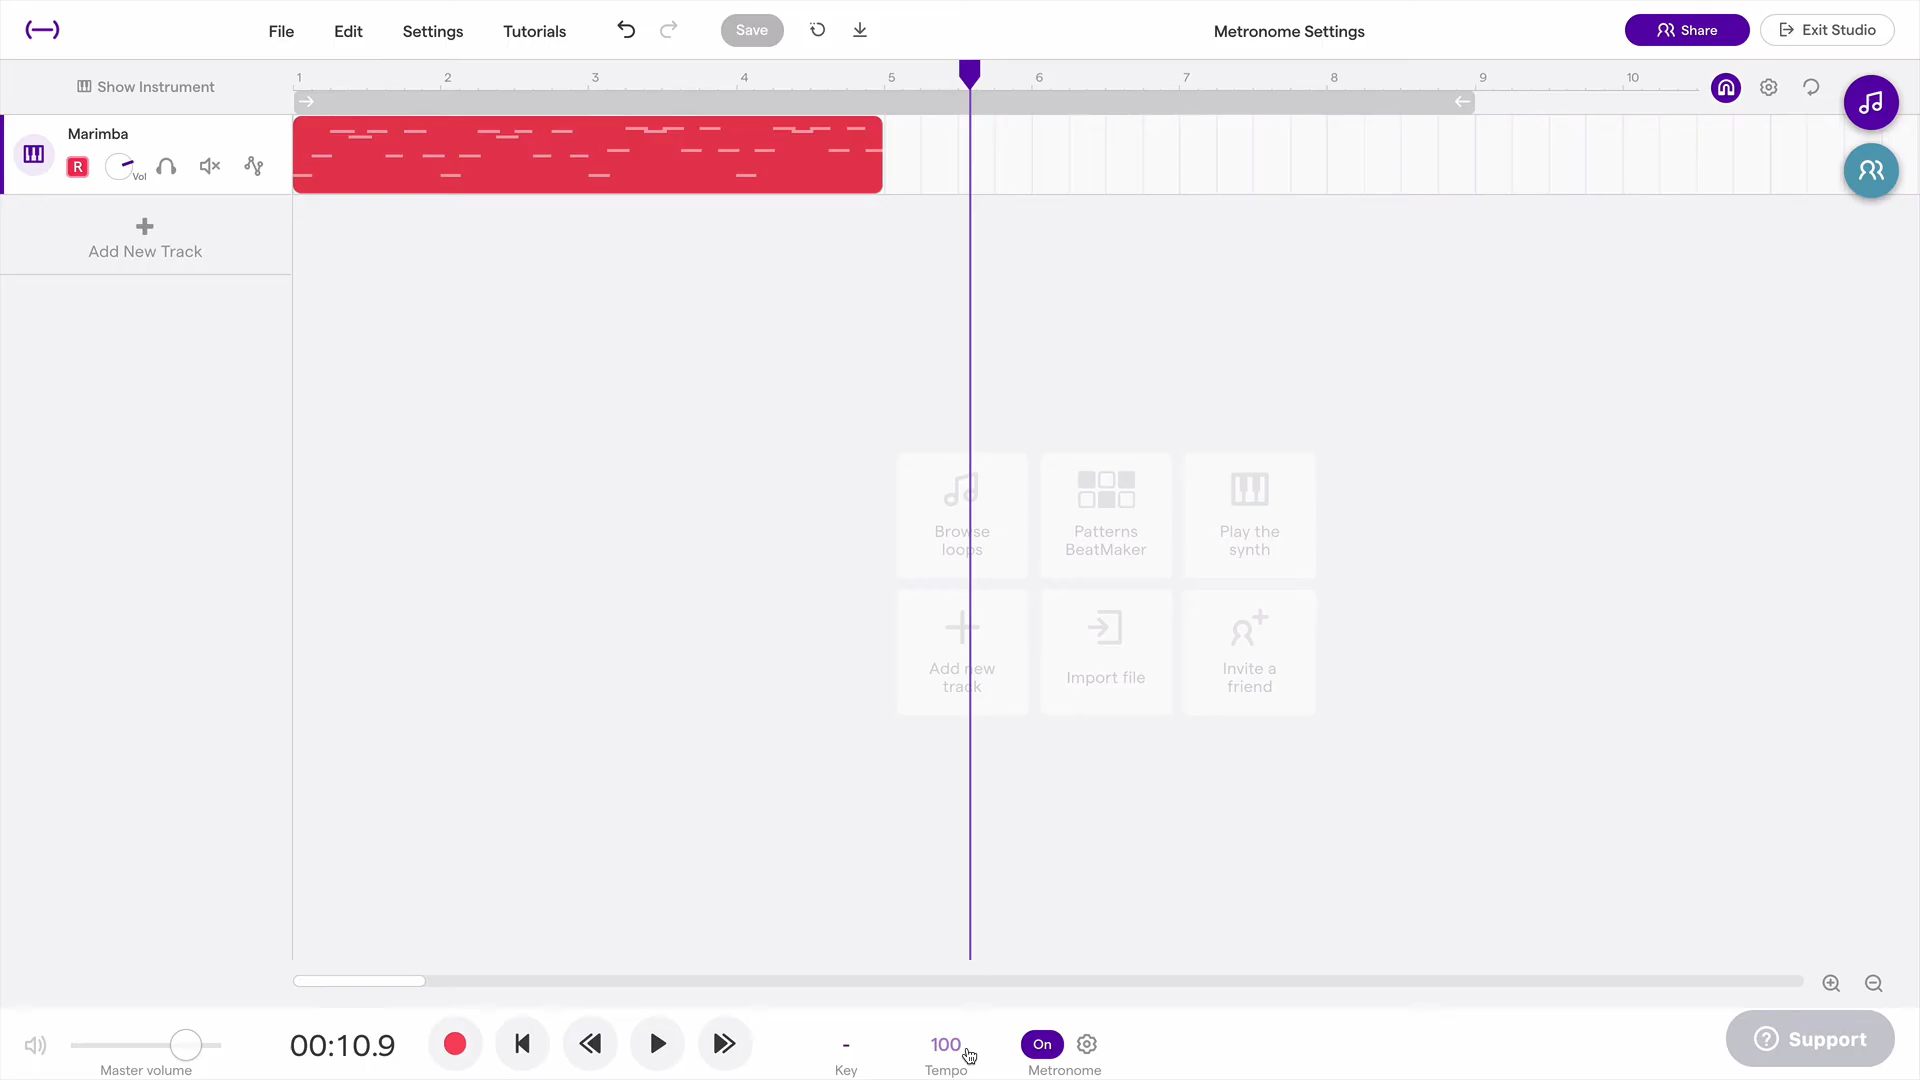 File
Edit
Settings
Tutorials
Save
Metronome Settings
Share
Exit Studio
Show Instrument
1 2 3 4 5 6 7 8 9 10
Marimba
R
Vol
Add New Track
Browse
loops
Patterns
BeatMaker
Play the
synth
Add new
track
Import file
Invite a
friend
Master volume
00:10.9
-
Key
100
Tempo
On
Metronome
? Support